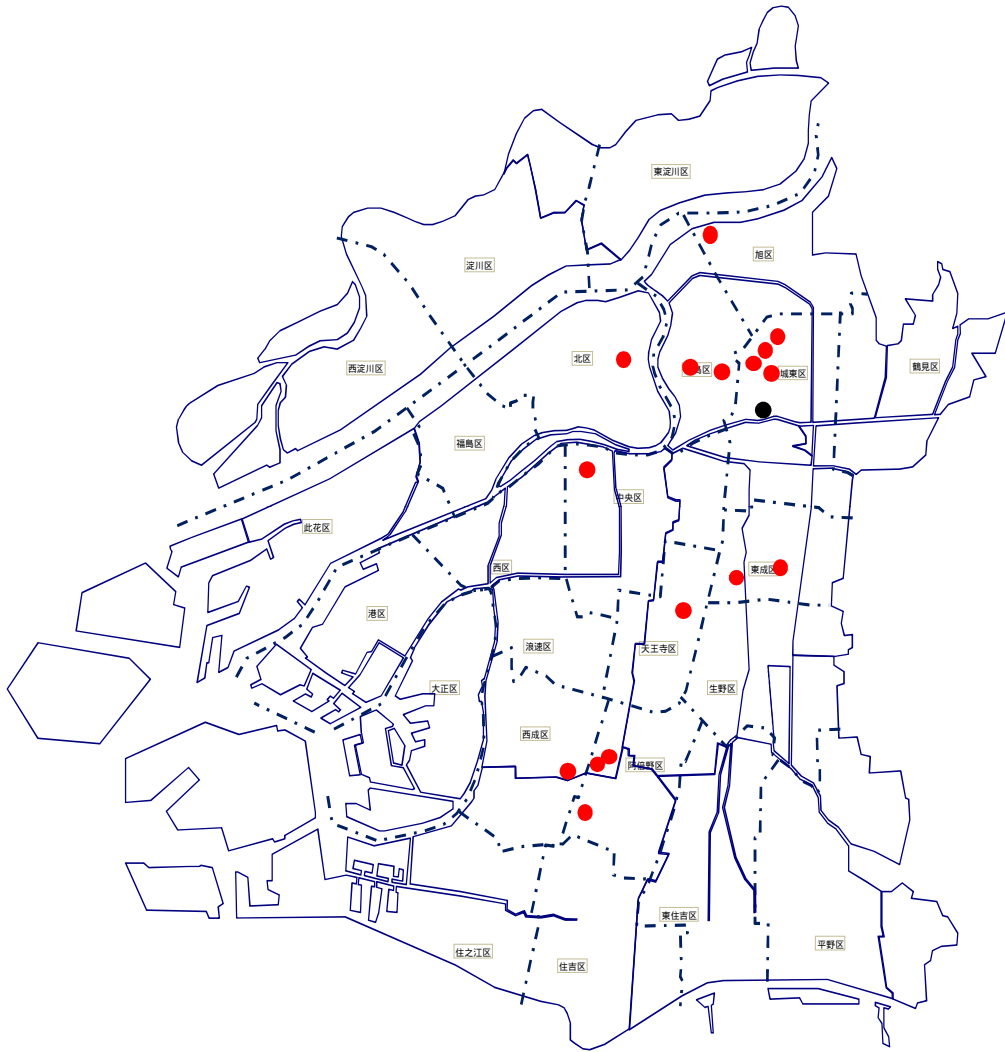 東淀川区
旭区
淀川区
北区
西淀川区
鶴見区
城東区
福島区
中央区
此花区
西区
東成区
港区
浪速区
天王寺区
大正区
生野区
西成区
阿倍野区
東住吉区
平野区
住之江区
住吉区